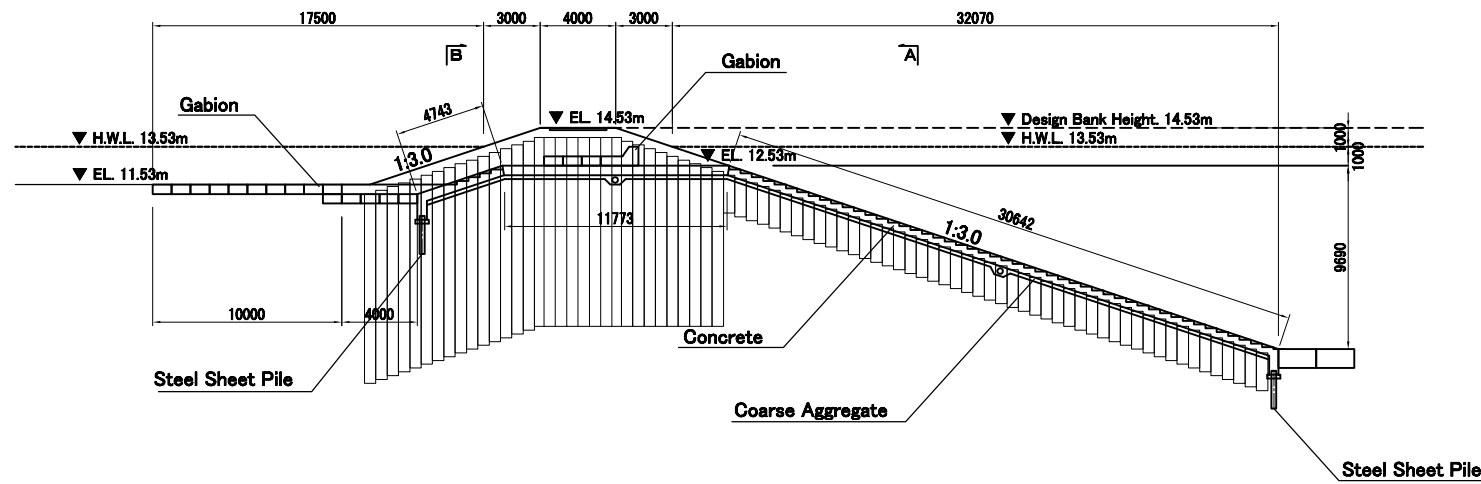 17500
3000
4000
3000
32070
B
A
Gabion
Gabion
4743
EL. 14.53m
Design Bank Height. 14.53m
H.W.L. 13.53m
H.W.L. 13.53m
1000
1000
1:3.0
EL. 12.53m
EL. 11.53m
11773
30642
1:3.0
9690
10000
4000
Concrete
Steel Sheet Pile
Coarse Aggregate
Steel Sheet Pile